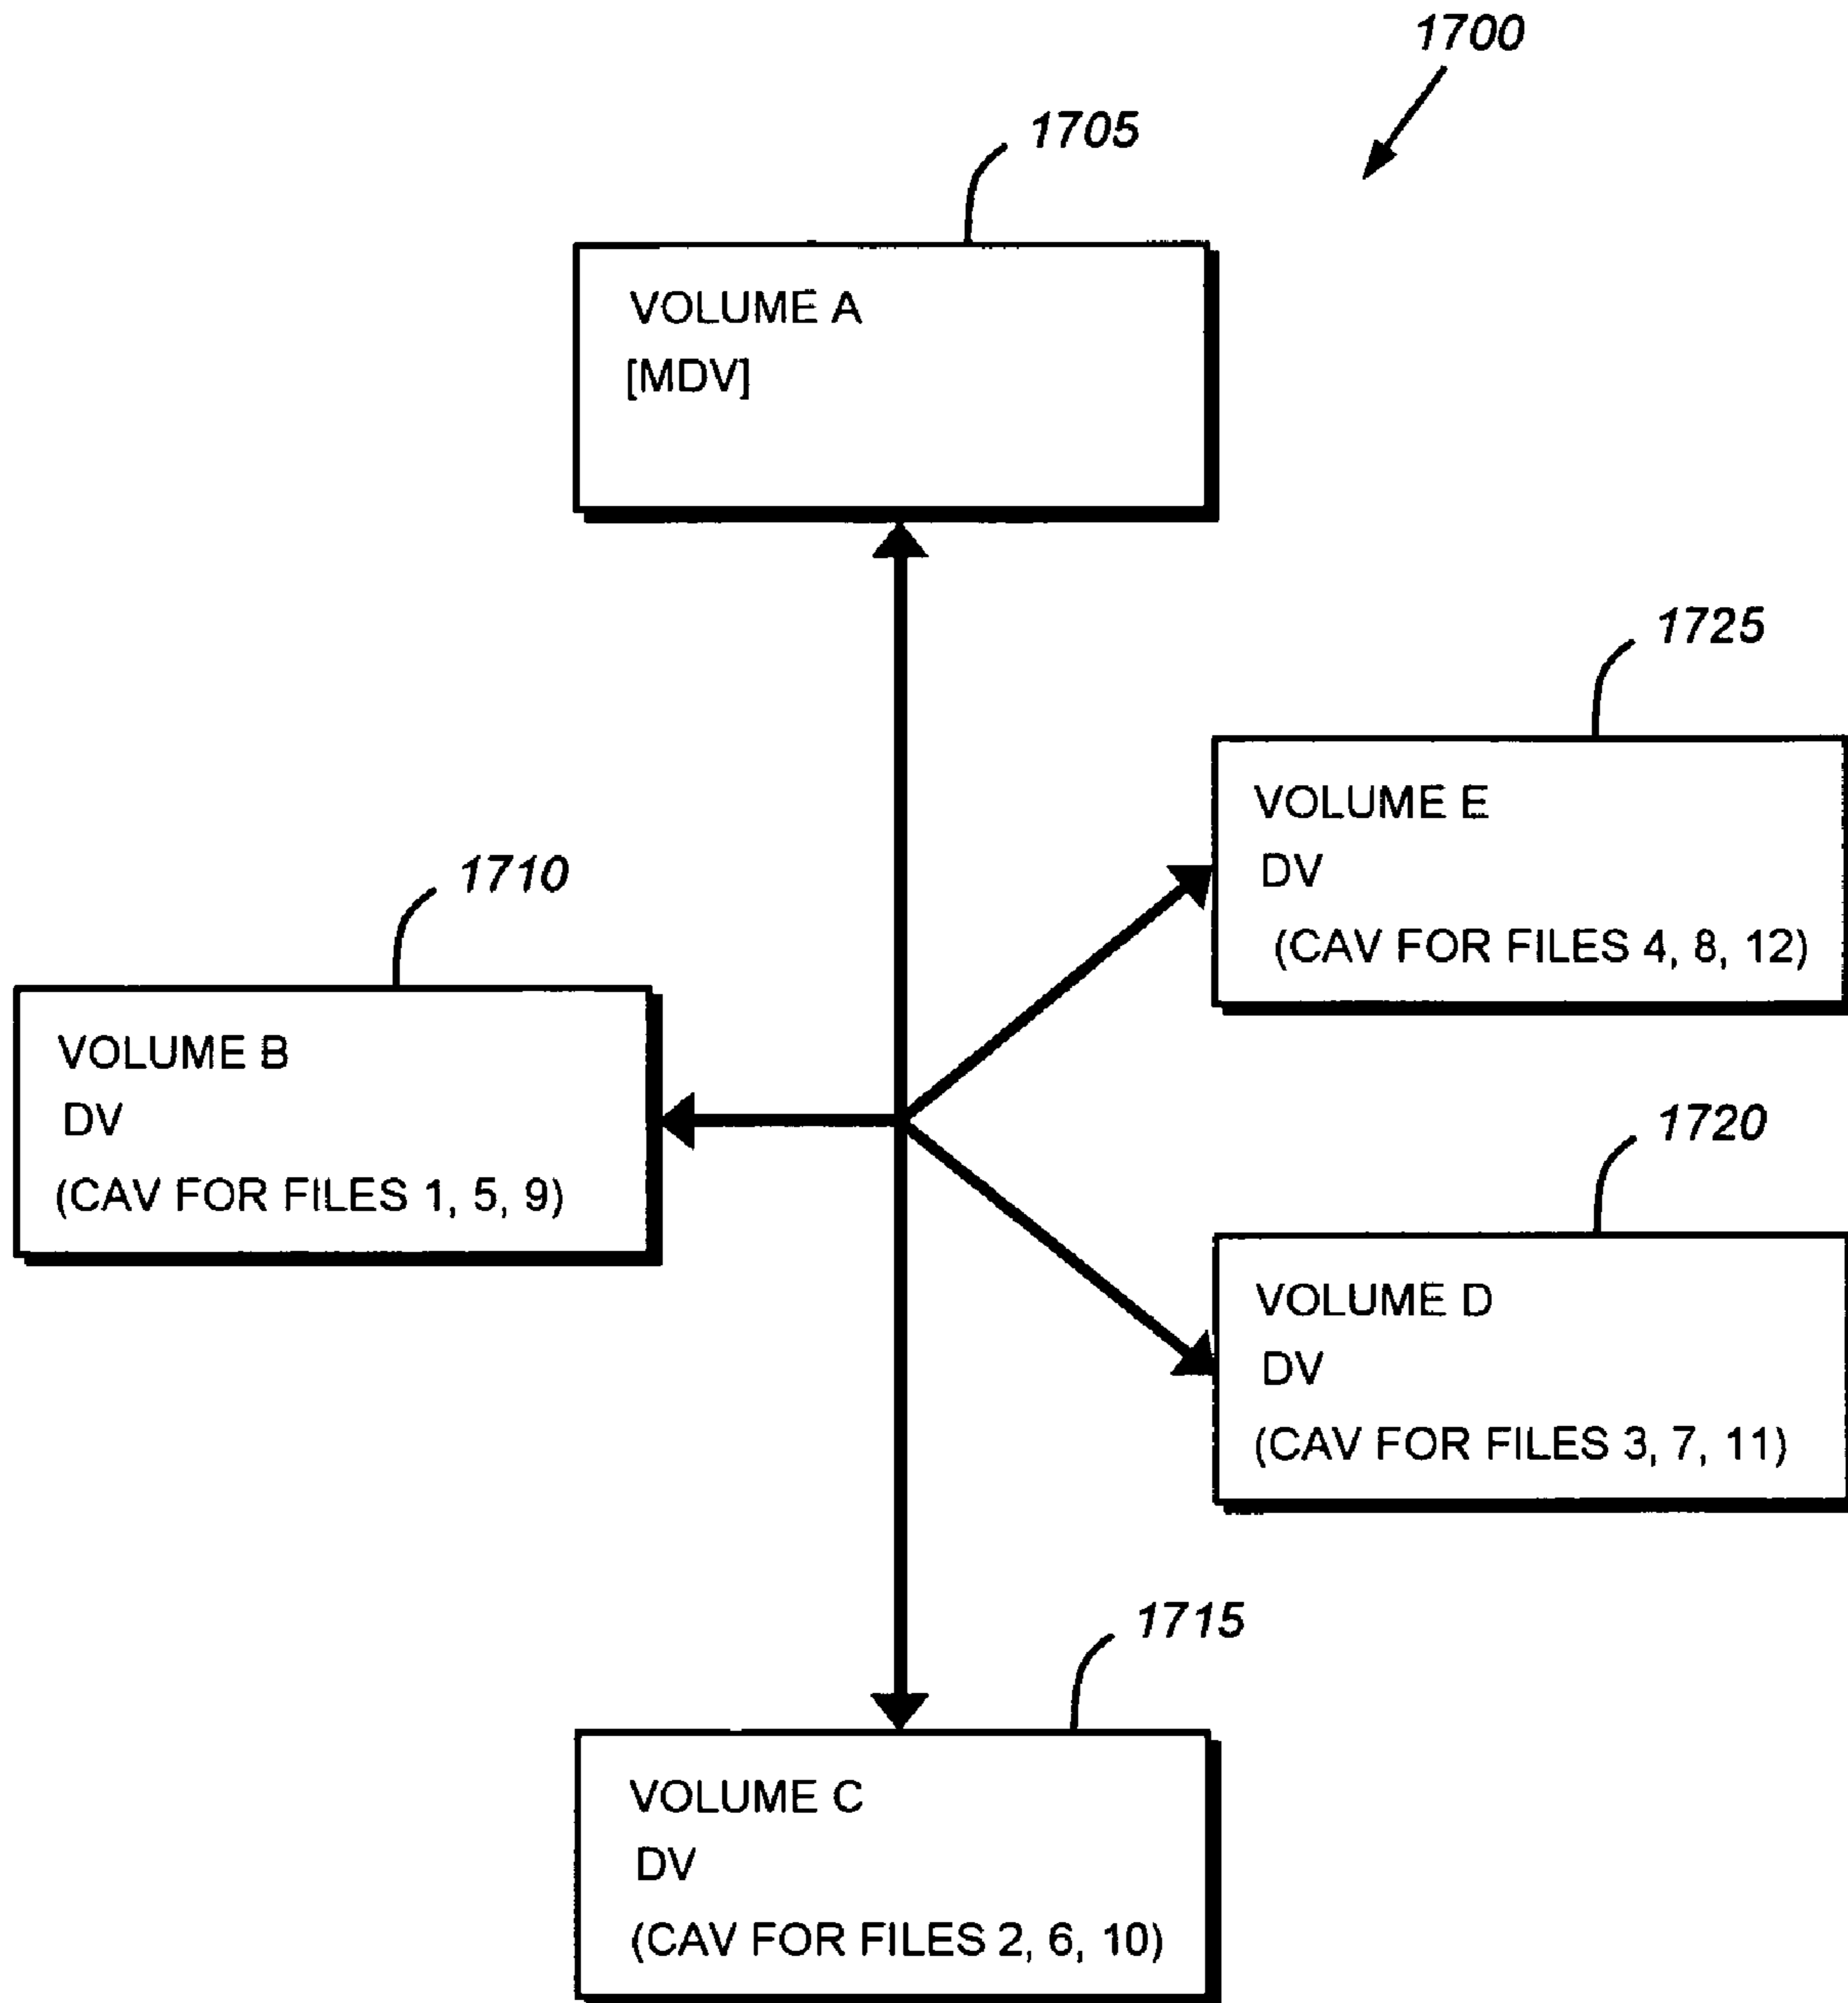 1700
1705
VOLUME A
[MDV]
1725
VOLUME E
DV
(CAV FOR FILES 4, 8, 12)
1710
VOLUME B
DV
(CAV FOR FILES 1, 5, 9)
1720
VOLUME D
DV
(CAV FOR FILES 3, 7, 11)
1715
VOLUME C
DV
(CAV FOR FILES 2, 6, 10)